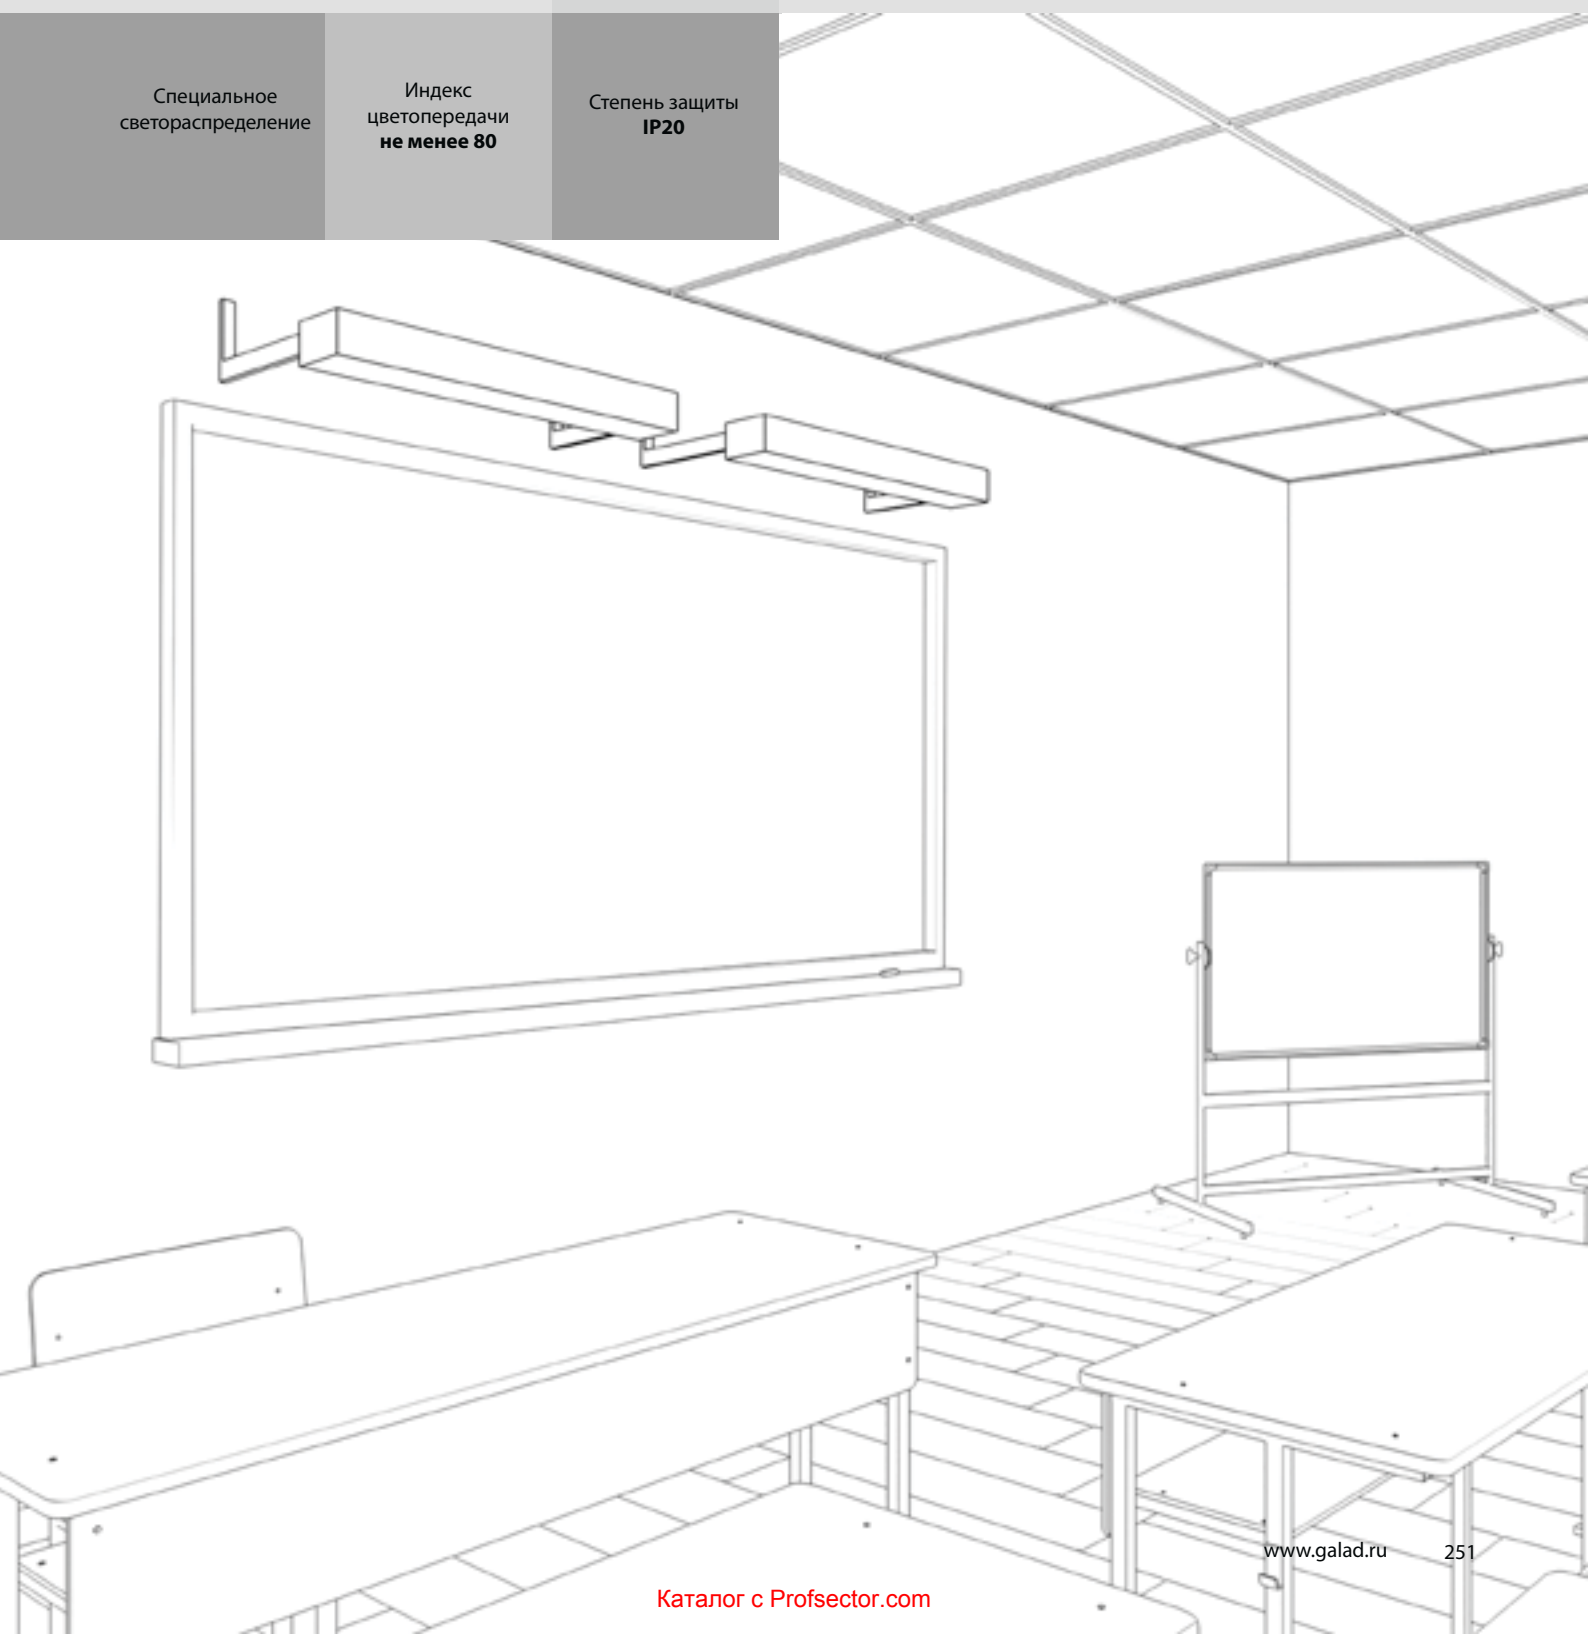 Специальное
светораспределение
Индекс
цветопередачи
не менее 80
Степень защиты
IP20
www.galad.ru 251
Каталог с Profsector.com